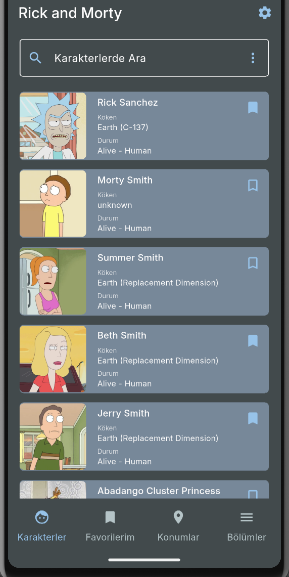 Rick and Morty
Karakterlerde Ara
Rick Sanchez
Köken
Earth (C-137)
Durum
Alive - Human
Morty Smith
Köken
unknown
Durum
Alive - Human
Summer Smith
Köken
Earth (Replacement Dimension)
Durum
Alive - Human
Beth Smith
Köken
Earth (Replacement Dimension)
Durum
Alive - Human
Jerry Smith
Köken
Earth (Replacement Dimension)
Durum
Alive - Human
Abadango Cluster Princess
Karakterler Favorilerim Konumlar Bölümler